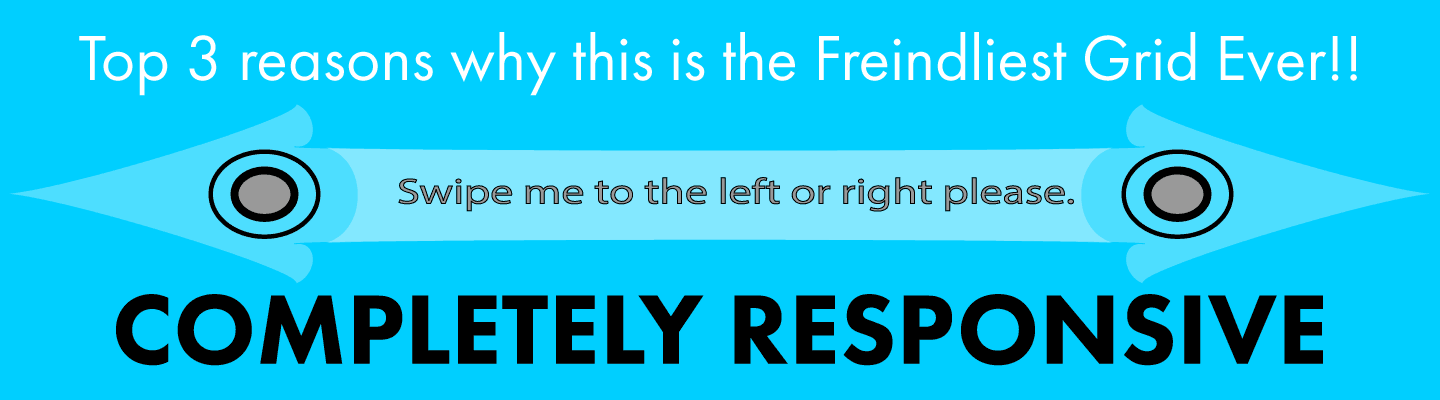 Top 3 reasons why this is the Freindliest Grid Ever!!
Swipe me to the left or right please.
COMPLETELY RESPONSIVE